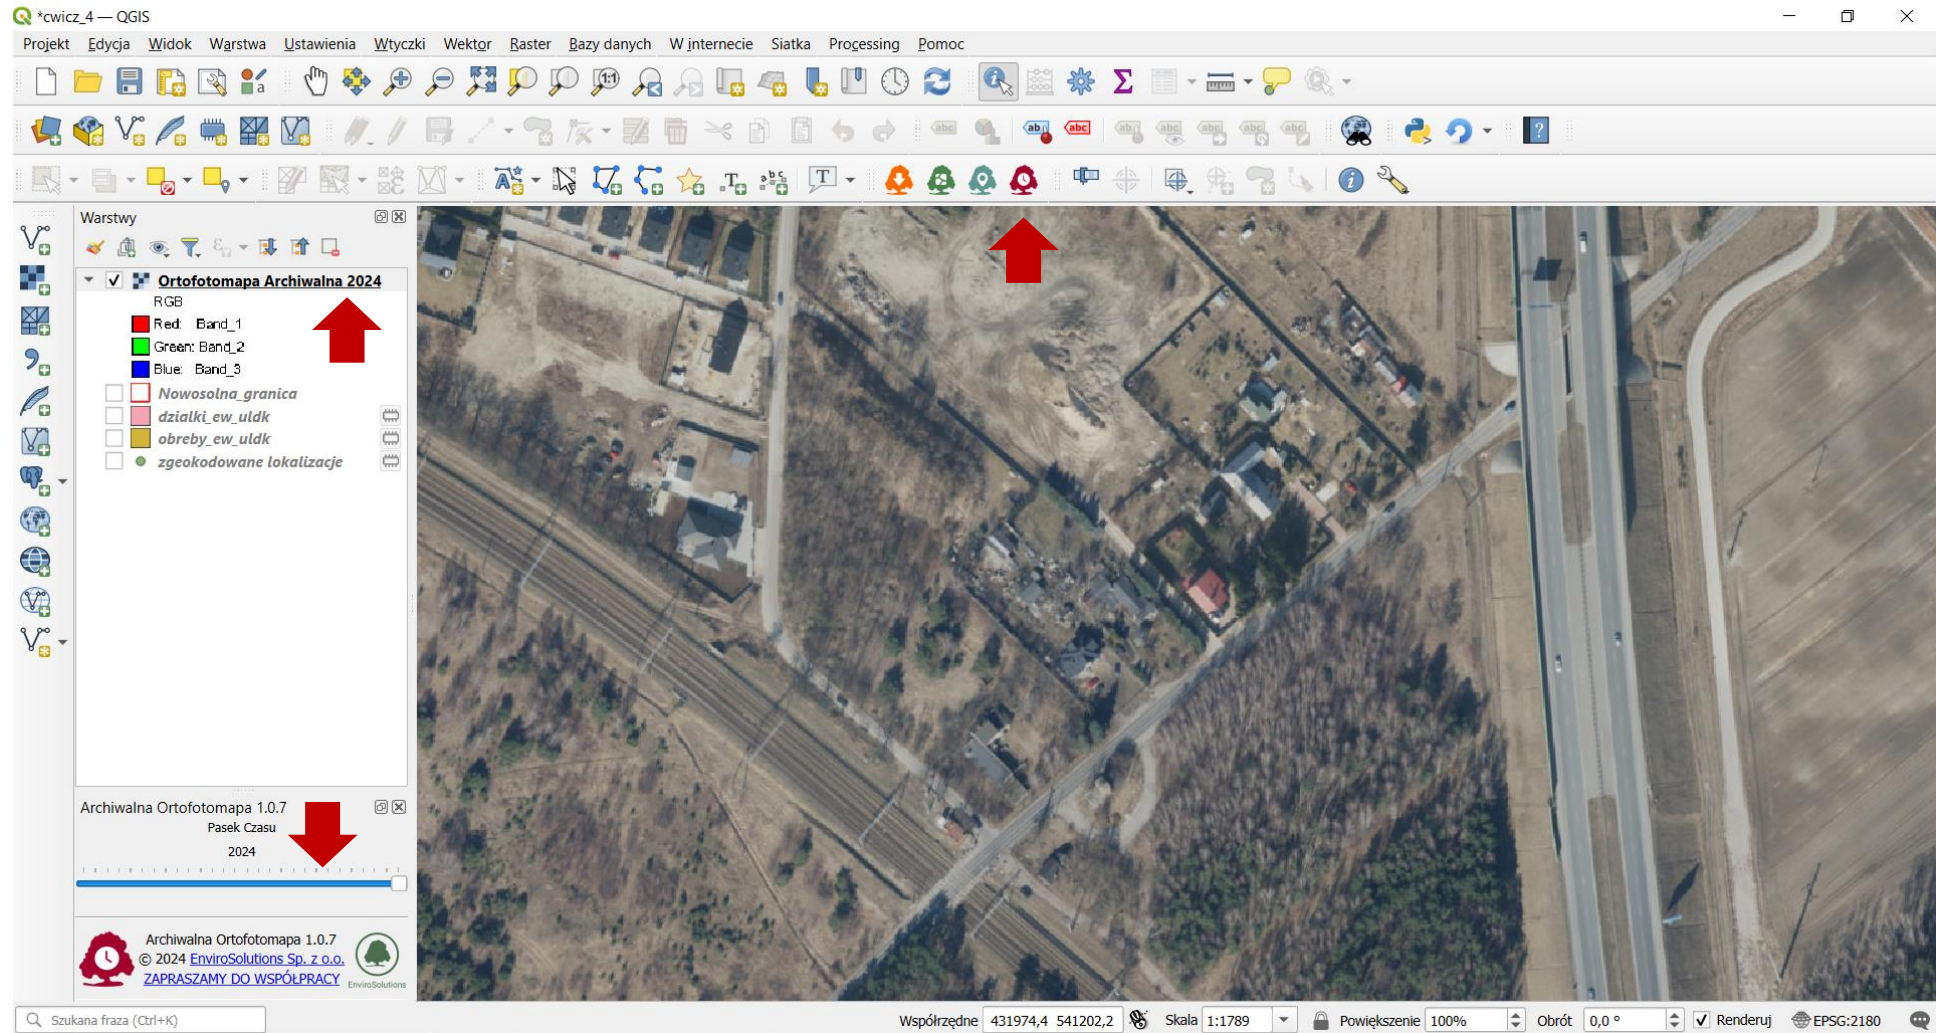 *cwicz_4 — QGIS
Projekt Edycja Widok Warstwa Ustawienia Wtyczki Wektor Raster Bazy danych W internecie Siatka Processing Pomoc
Warstwy
Ortofotomapa Archiwalna 2024
RGB
Red: Band_1
Green: Band_2
Blue: Band_3
Nowosolna_granica
dzialki_ew_uldk
obreby_ew_uldk
zgeokodowane lokalizacje
Archiwalna Ortofotomapa 1.0.7
Pasek Czasu
2024
Archiwalna Ortofotomapa 1.0.7
© 2024 EnviroSolutions Sp. z o.o.
ZAPRASZAMY DO WSPÓŁPRACY
EnviroSolutions
Szukana fraza (Ctrl+K)
Współrzędne 431974,4 541202,2 Skala 1:1789 Powiększenie 100% Obrót 0,0 ° Renderuj EPSG:2180